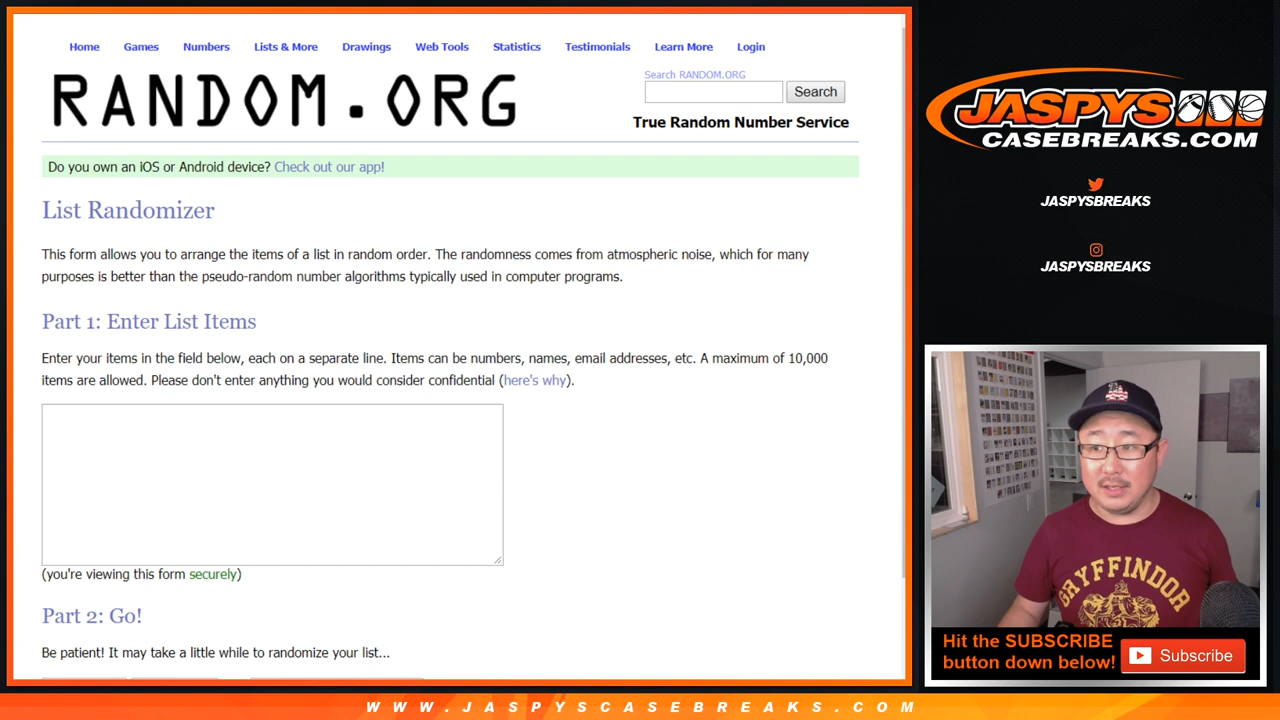 Home Games Numbers Lists & More Drawings Web Tools Statistics Testimonials Learn More Login
RANDOM.ORG
Search RANDOM.ORG
Search
True Random Number Service
Do you own an iOS or Android device? Check out our app!
List Randomizer
This form allows you to arrange the items of a list in random order. The randomness comes from atmospheric noise, which for many
purposes is better than the pseudo-random number algorithms typically used in computer programs.
Part 1: Enter List Items
Enter your items in the field below, each on a separate line. Items can be numbers, names, email addresses, etc. A maximum of 10,000
items are allowed. Please don't enter anything you would consider confidential (here's why).
(you're viewing this form securely)
Part 2: Go!
Be patient! It may take a little while to randomize your list...
JASPYS
CASEBREAKS.COM
JASPYSBREAKS
JASPYSBREAKS
GRYFFINDOR
Hit the SUBSCRIBE
button down below!
Subscribe
WWW.JASPYSCASEBREAKS.COM